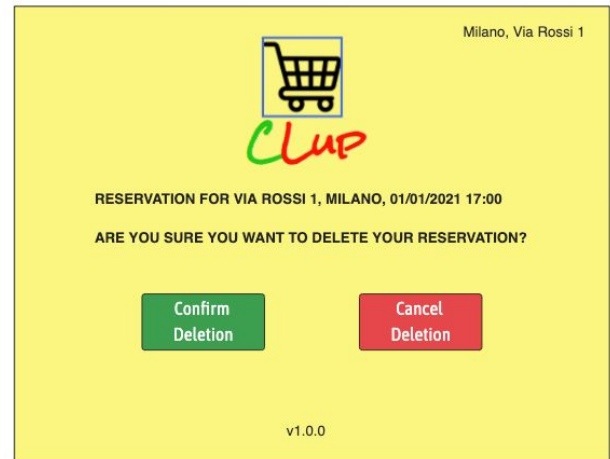 Milano, Via Rossi 1
CLup
RESERVATION FOR VIA ROSSI 1, MILANO, 01/01/2021 17:00
ARE YOU SURE YOU WANT TO DELETE YOUR RESERVATION?
Confirm
Deletion
Cancel
Deletion
v1.0.0